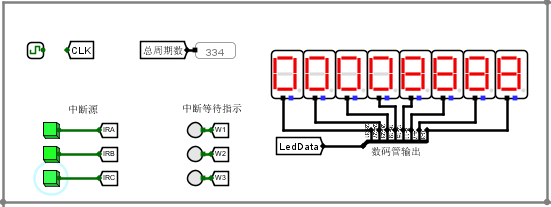 CLK
总周期数
334
中断源
中断等待指示
IRA
W1
IRB
W2
IRC
W3
LedData
数码管输出